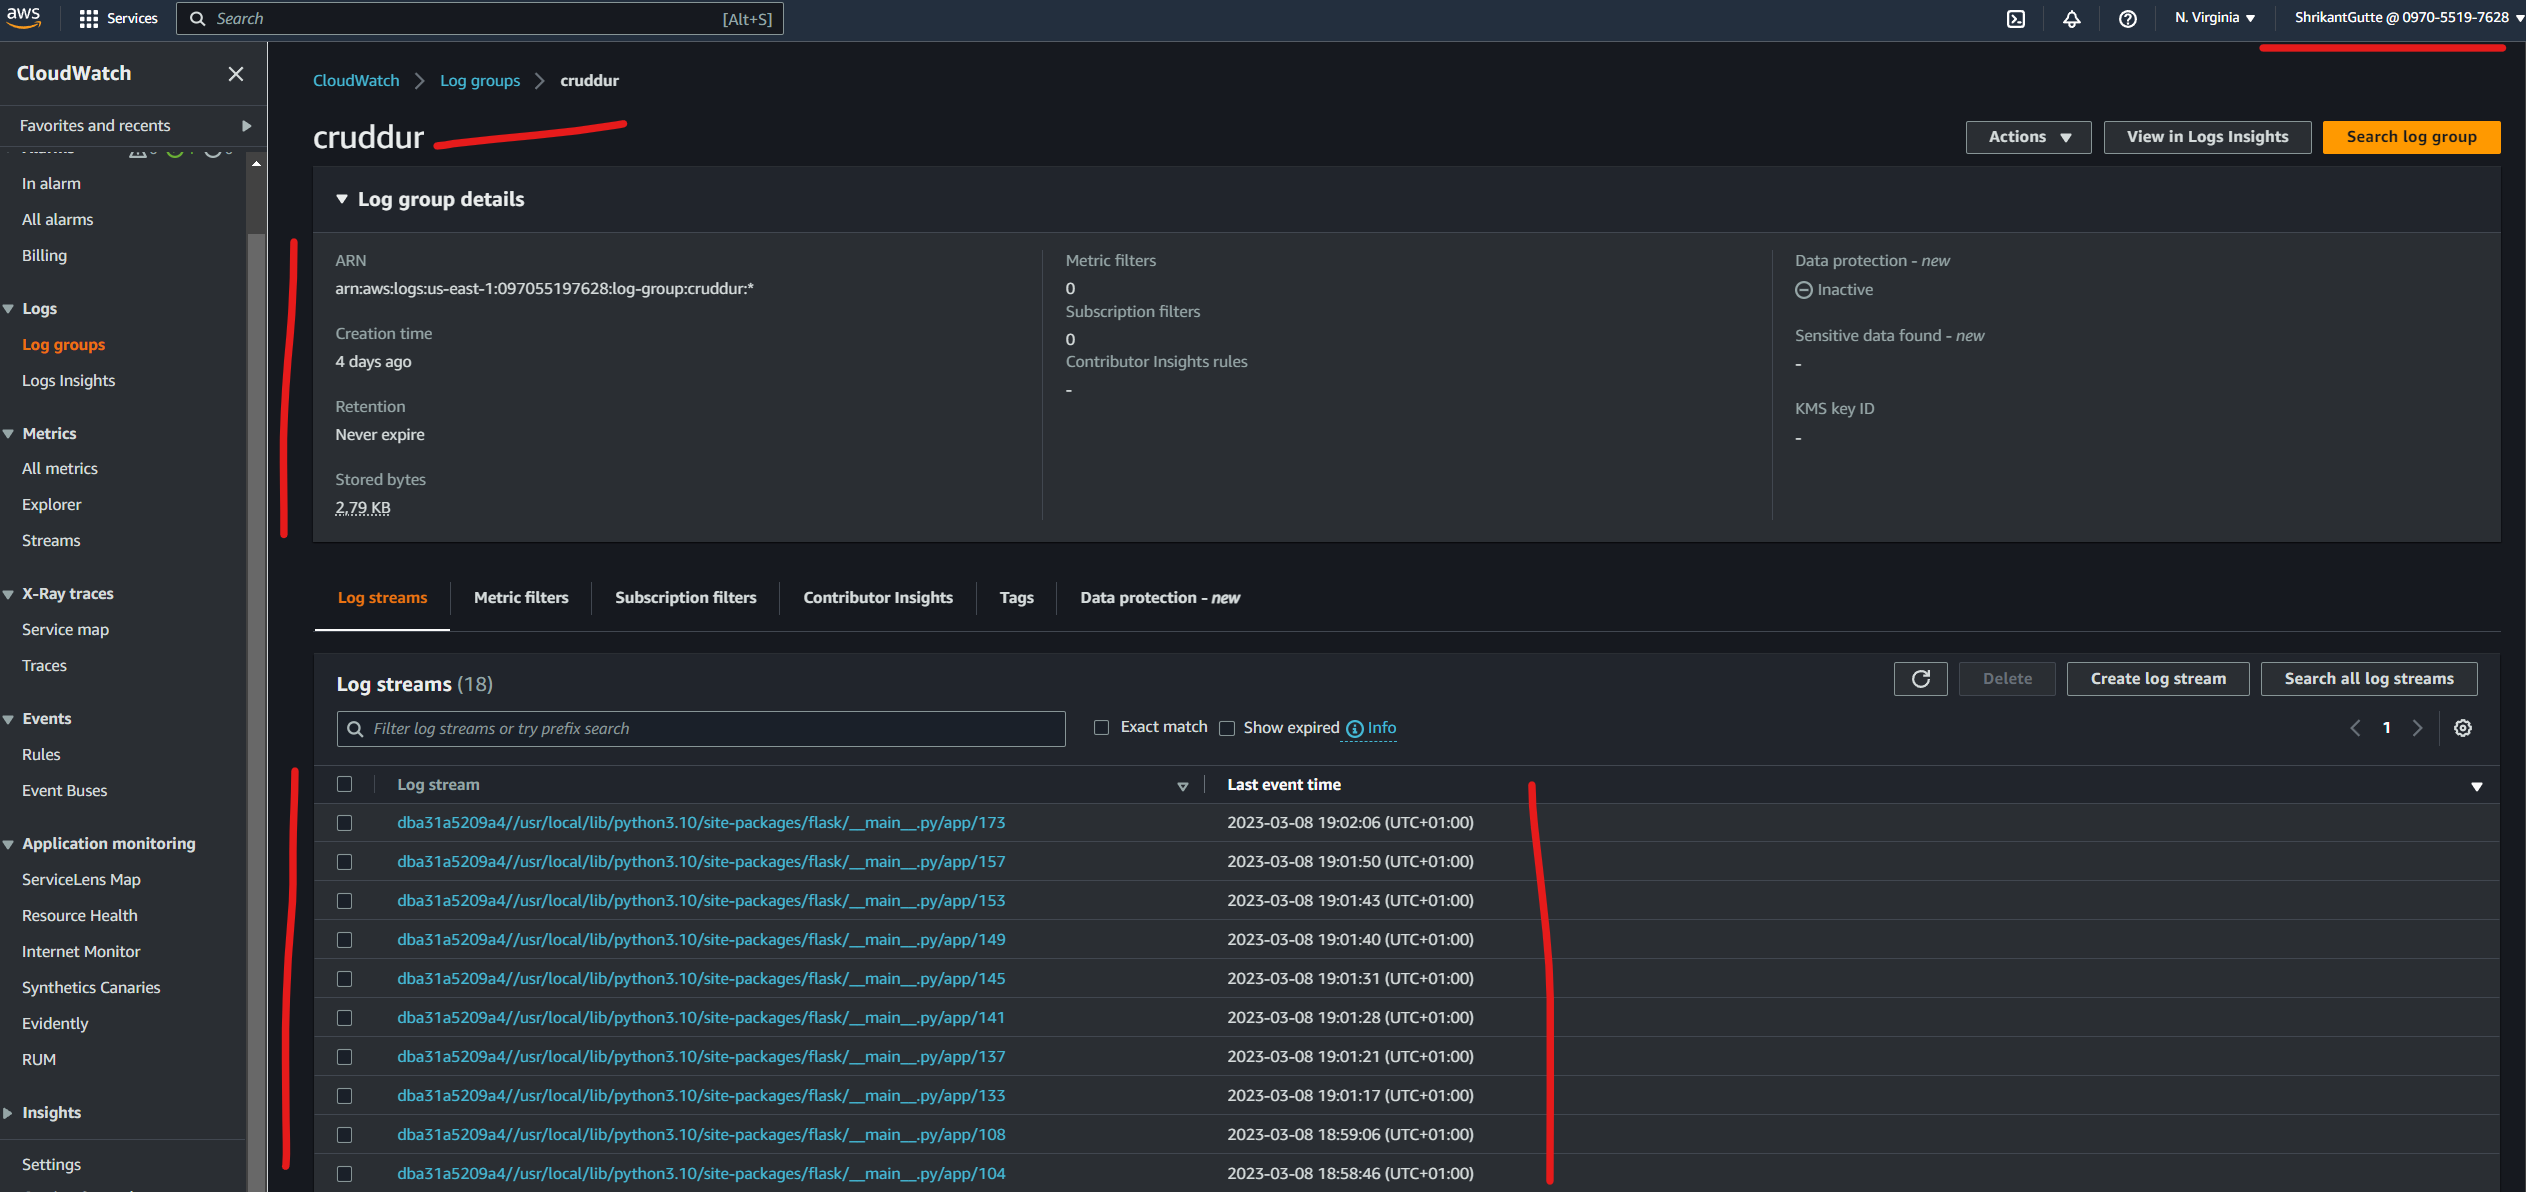 aws
Services
Search
[Alt+S]
N. Virginia
ShrikantGutte @ 0970-5519-7628
CloudWatch
Favorites and recents
Alarms
In alarm
All alarms
Billing
Logs
Log groups
Logs Insights
Metrics
All metrics
Explorer
Streams
X-Ray traces
Service map
Traces
Events
Rules
Event Buses
Application monitoring
ServiceLens Map
Resource Health
Internet Monitor
Synthetics Canaries
Evidently
RUM
Insights
Settings
CloudWatch
Log groups
cruddur
cruddur
Actions
View in Logs Insights
Search log group
Log group details
ARN
arn:aws:logs:us-east-1:097055197628:log-group:cruddur:*
Creation time
4 days ago
Retention
Never expire
Stored bytes
2,79 KB
Metric filters
0
Subscription filters
0
Contributor Insights rules
-
Data protection - new
Inactive
Sensitive data found - new
-
KMS key ID
-
Log streams
Metric filters
Subscription filters
Contributor Insights
Tags
Data protection - new
Log streams (18)
Delete
Create log stream
Search all log streams
Filter log streams or try prefix search
Exact match
Show expired
Info
1
Log stream
Last event time
dba31a5209a4//usr/local/lib/python3.10/site-packages/flask/__main__.py/app/173 2023-03-08 19:02:06 (UTC+01:00)
dba31a5209a4//usr/local/lib/python3.10/site-packages/flask/__main__.py/app/157 2023-03-08 19:01:50 (UTC+01:00)
dba31a5209a4//usr/local/lib/python3.10/site-packages/flask/__main__.py/app/153 2023-03-08 19:01:43 (UTC+01:00)
dba31a5209a4//usr/local/lib/python3.10/site-packages/flask/__main__.py/app/149 2023-03-08 19:01:40 (UTC+01:00)
dba31a5209a4//usr/local/lib/python3.10/site-packages/flask/__main__.py/app/145 2023-03-08 19:01:31 (UTC+01:00)
dba31a5209a4//usr/local/lib/python3.10/site-packages/flask/__main__.py/app/141 2023-03-08 19:01:28 (UTC+01:00)
dba31a5209a4//usr/local/lib/python3.10/site-packages/flask/__main__.py/app/137 2023-03-08 19:01:21 (UTC+01:00)
dba31a5209a4//usr/local/lib/python3.10/site-packages/flask/__main__.py/app/133 2023-03-08 19:01:17 (UTC+01:00)
dba31a5209a4//usr/local/lib/python3.10/site-packages/flask/__main__.py/app/108 2023-03-08 18:59:06 (UTC+01:00)
dba31a5209a4//usr/local/lib/python3.10/site-packages/flask/__main__.py/app/104 2023-03-08 18:58:46 (UTC+01:00)